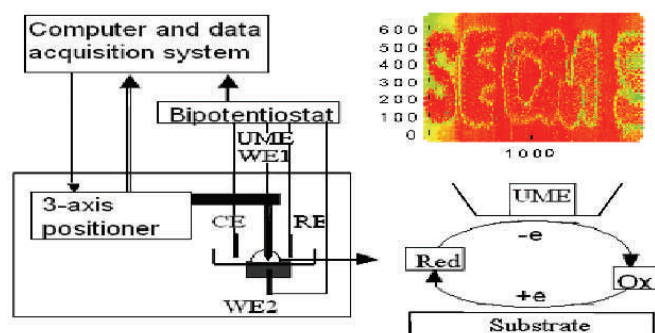 Computer and data
acquisition system
Bipotentiostat
UME
WE1
3-axis
positioner
CE
RE
WE2
600
500
400
300
200
100
0
1000
UME
-e
Red
Ox
+e
Substrate